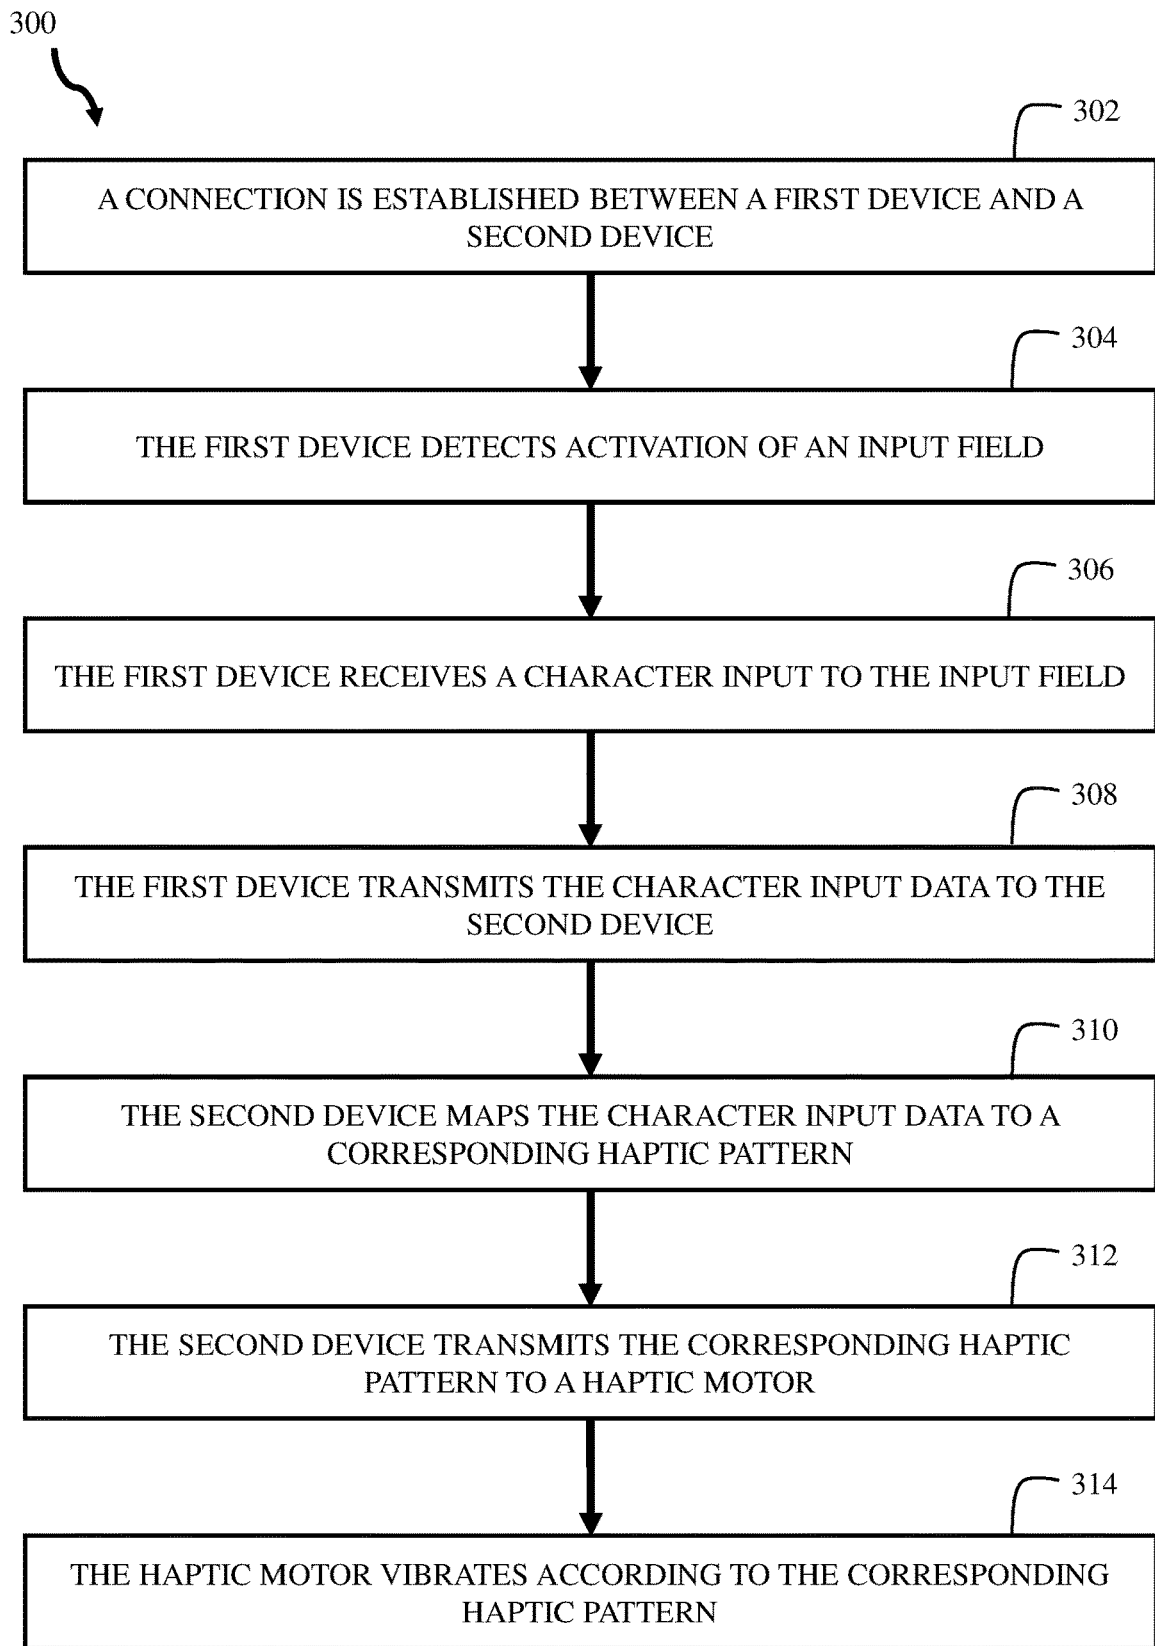 300
302
A CONNECTION IS ESTABLISHED BETWEEN A FIRST DEVICE AND A
SECOND DEVICE
304
THE FIRST DEVICE DETECTS ACTIVATION OF AN INPUT FIELD
306
THE FIRST DEVICE RECEIVES A CHARACTER INPUT TO THE INPUT FIELD
308
THE FIRST DEVICE TRANSMITS THE CHARACTER INPUT DATA TO THE
SECOND DEVICE
310
THE SECOND DEVICE MAPS THE CHARACTER INPUT DATA TO A
CORRESPONDING HAPTIC PATTERN
312
THE SECOND DEVICE TRANSMITS THE CORRESPONDING HAPTIC
PATTERN TO A HAPTIC MOTOR
314
THE HAPTIC MOTOR VIBRATES ACCORDING TO THE CORRESPONDING
HAPTIC PATTERN